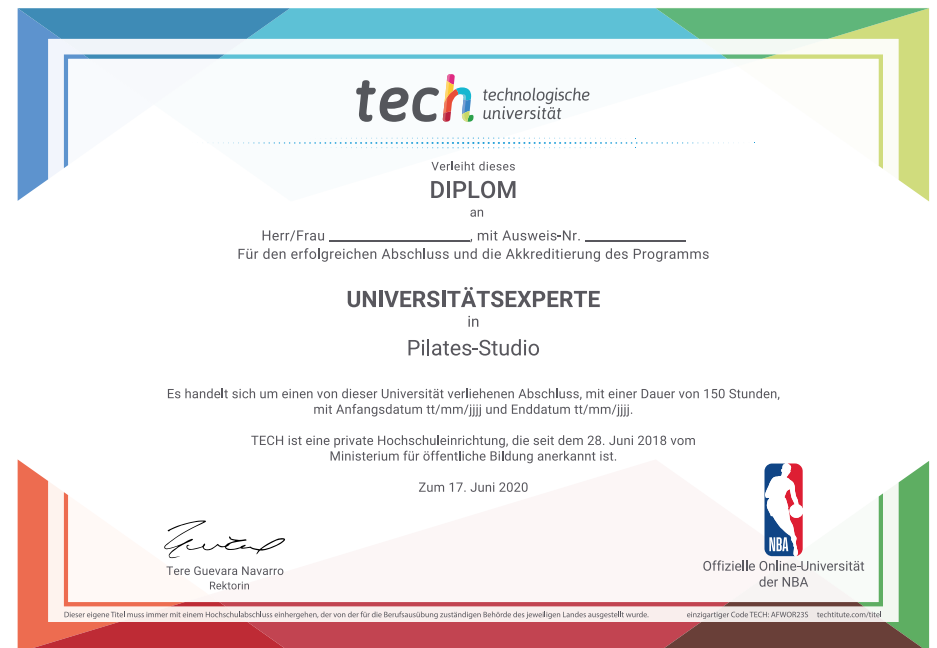 tech technologische
universität
Verleiht dieses
DIPLOM
an
Herr/Frau ____________________, mit Ausweis-Nr. ______________
Für den erfolgreichen Abschluss und die Akkreditierung des Programms
UNIVERSITÄTSEXPERTE
in
Pilates-Studio
Es handelt sich um einen von dieser Universität verliehenen Abschluss, mit einer Dauer von 150 Stunden,
mit Anfangsdatum tt/mm/jjjj und Enddatum tt/mm/jjjj.
TECH ist eine private Hochschuleinrichtung, die seit dem 28. Juni 2018 vom
Ministerium für öffentliche Bildung anerkannt ist.
Zum 17. Juni 2020
NBA
Tere Guevara Navarro
Rektorin
Offizielle Online-Universität
der NBA
Dieser eigene Titel muss immer mit einem Hochschulabschluss einhergehen, der von der für die Berufsausübung zuständigen Behörde des jeweiligen Landes ausgestellt wurde. einzigartiger Code TECH: AFWOR23S techtitute.com/titel